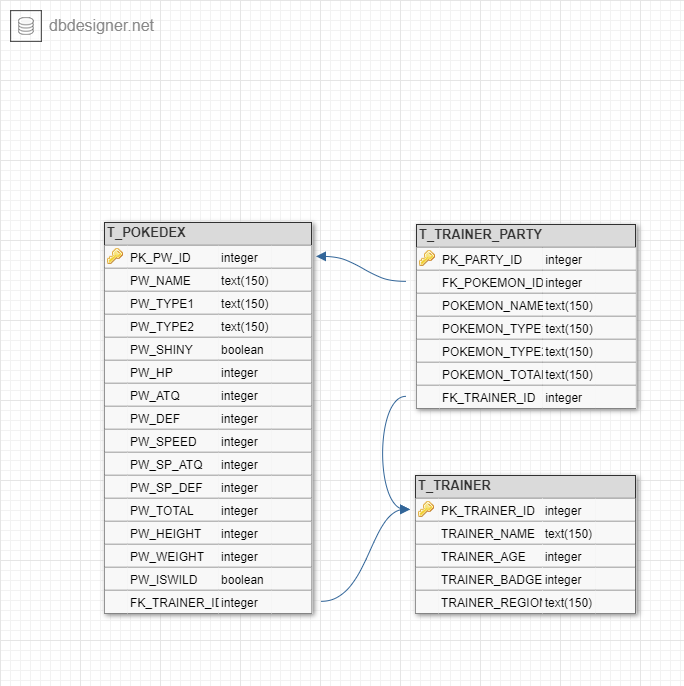 dbdesigner.net
T_POKEDEX
PK_PW_ID integer
PW_NAME text(150)
PW_TYPE1 text(150)
PW_TYPE2 text(150)
PW_SHINY boolean
PW_HP integer
PW_ATQ integer
PW_DEF integer
PW_SPEED integer
PW_SP_ATQ integer
PW_SP_DEF integer
PW_TOTAL integer
PW_HEIGHT integer
PW_WEIGHT integer
PW_ISWILD boolean
FK_TRAINER_ID integer
T_TRAINER_PARTY
PK_PARTY_ID integer
FK_POKEMON_ID integer
POKEMON_NAME text(150)
POKEMON_TYPE text(150)
POKEMON_TYPE text(150)
POKEMON_TOTA text(150)
FK_TRAINER_ID integer
T_TRAINER
PK_TRAINER_ID integer
TRAINER_NAME text(150)
TRAINER_AGE integer
TRAINER_BADGE integer
TRAINER_REGION text(150)